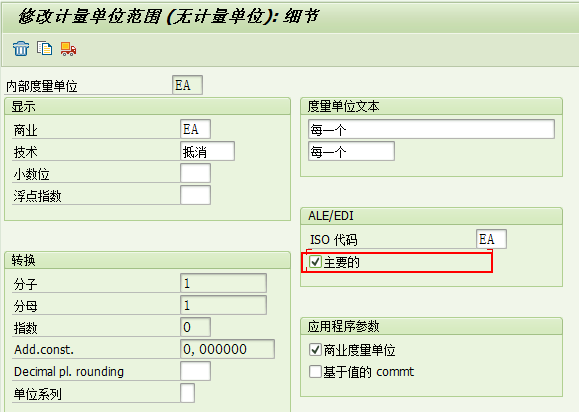 修改计量单位范围 (无计量单位): 细节
内部度量单位 EA
显示
商业 EA
技术 抵消
小数位
浮点指数
度量单位文本
每一个
每一个
ALE/EDI
ISO 代码 EA
主要的
转换
分子 1
分母 1
指数 0
Add.const. 0,000000
Decimal pl. rounding
单位系列
应用程序参数
商业度量单位
基于值的 commt